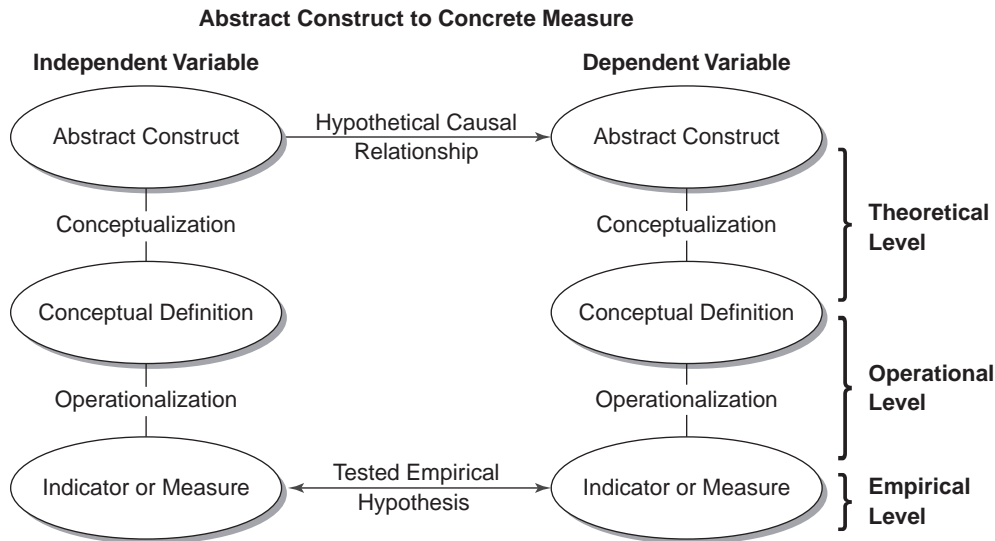 Abstract Construct to Concrete Measure
Independent Variable
Dependent Variable
Abstract Construct
Hypothetical Causal
Relationship
Abstract Construct
Conceptualization
Conceptualization
Theoretical
Level
Conceptual Definition
Conceptual Definition
Operationalization
Operationalization
Operational
Level
Indicator or Measure
Tested Empirical
Hypothesis
Indicator or Measure
Empirical
Level